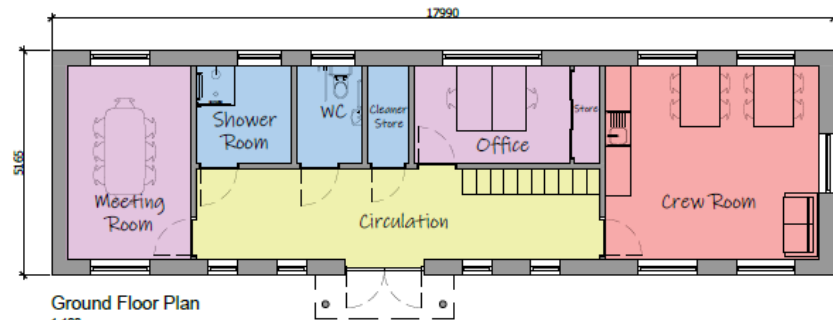 17990
5165
Shower
Room
WC
Cleaner
Store
Office
Store
Meeting
Room
Circulation
Crew Room
Ground Floor Plan